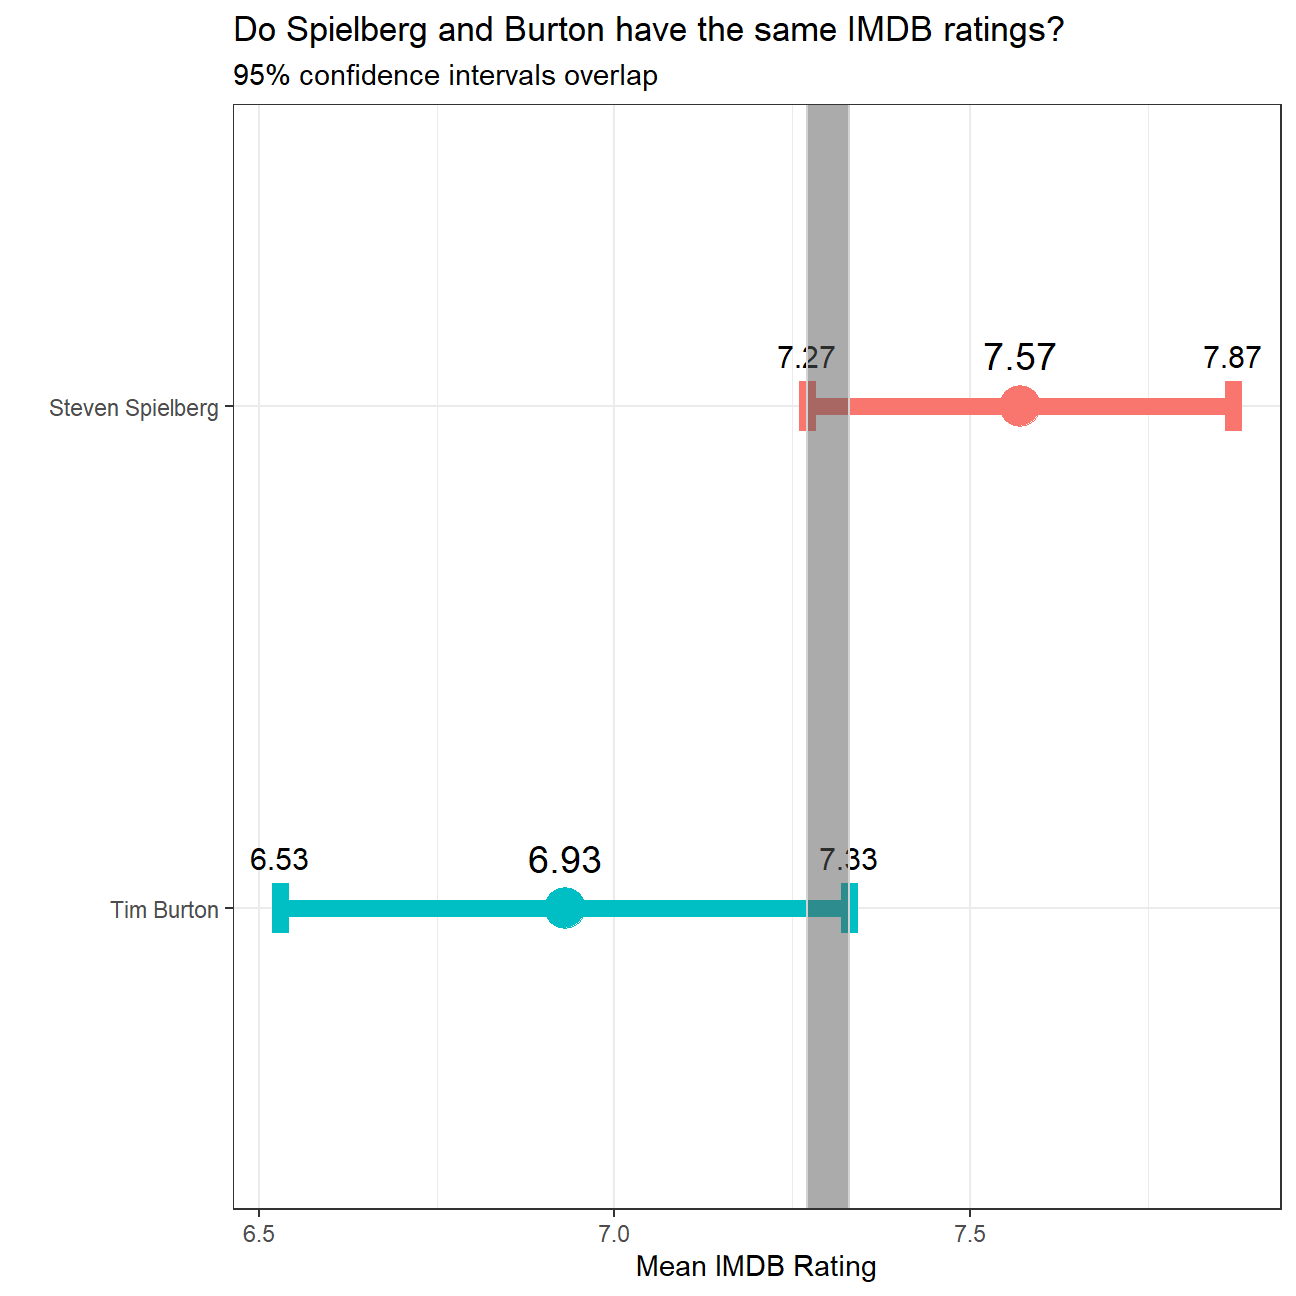 Do Spielberg and Burton have the same IMDB ratings?
95% confidence intervals overlap
7.27 7.57 7.87
Steven Spielberg
6.53 6.93 7.33
Tim Burton
6.5 7.0 7.5
Mean IMDB Rating